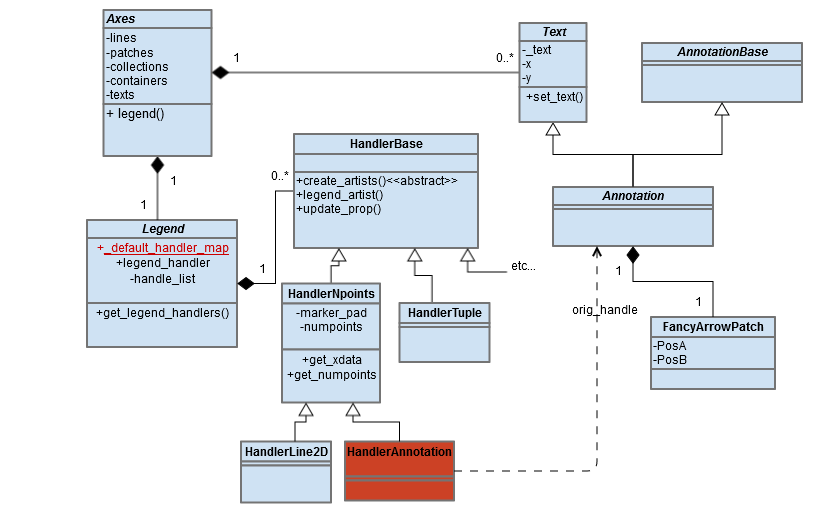 Axes
-lines
-patches
-collections
-containers
-texts
+ legend()
1
0..*
Text
-_text
-x
-y
+set_text()
AnnotationBase
1
1
HandlerBase
+create_artists()<<abstract>>
+legend_artist()
+update_prop()
0..*
1
Legend
+_default_handler_map
+legend_handler
-handle_list
+get_legend_handlers()
Annotation
etc...
1
1
orig_handle
HandlerNpoints
-marker_pad
-numpoints
+get_xdata
+get_numpoints
HandlerTuple
FancyArrowPatch
-PosA
-PosB
HandlerLine2D
HandlerAnnotation